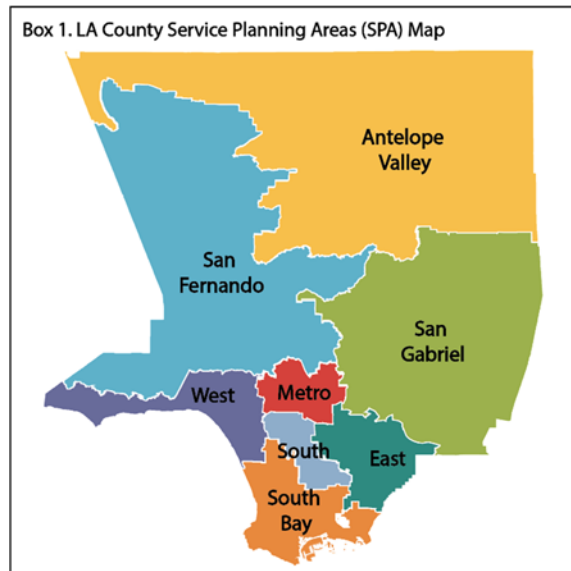 Box 1. LA County Service Planning Areas (SPA) Map
Antelope
Valley
San
Fernando
San
Gabriel
West
Metro
South
East
South
Bay